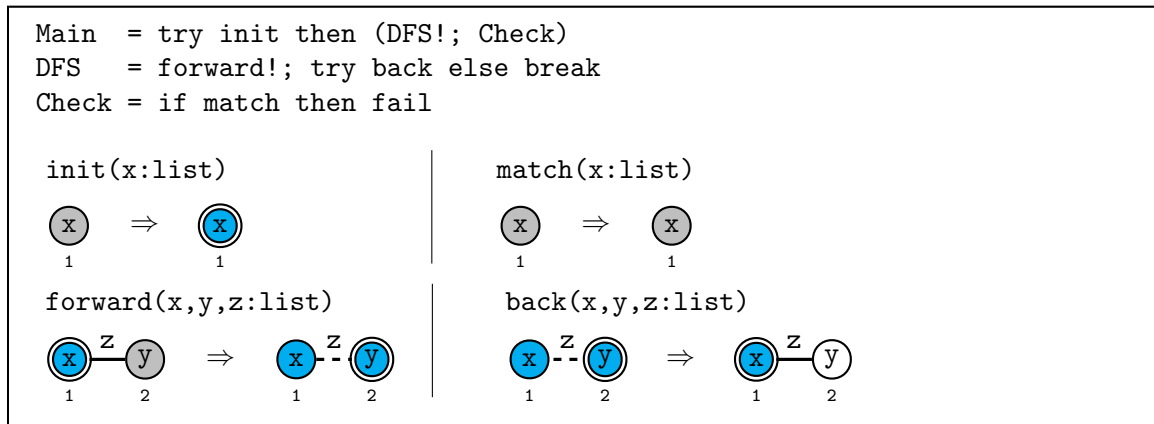 Main  = try init then (DFS!; Check)
DFS   = forward!; try back else break
Check = if match then fail
init(x:list)
match(x:list)
x ⇒ x
x ⇒ x
1 1
1 1
forward(x,y,z:list)
back(x,y,z:list)
x z y ⇒ x z y
x z y ⇒ x z y
1 2 1 2
1 2 1 2